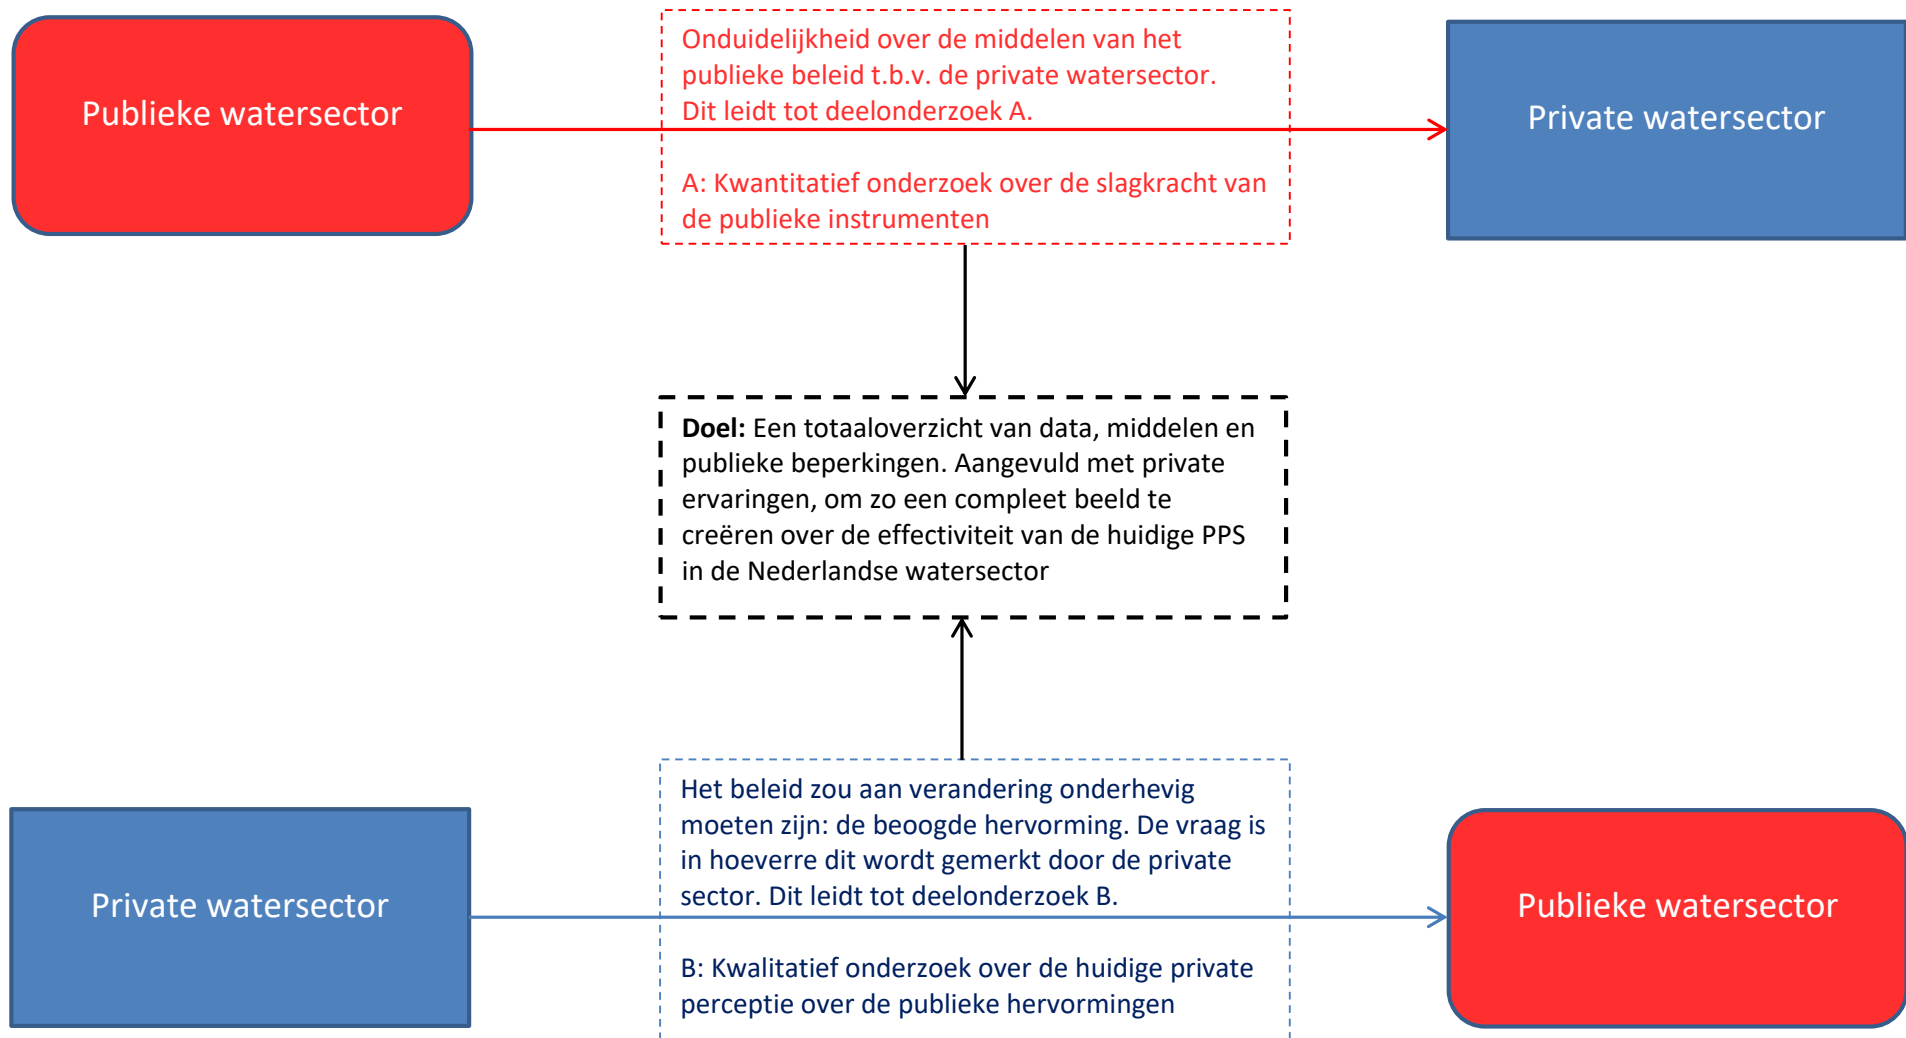 Publieke watersector
Onduidelijkheid over de middelen van het
publieke beleid t.b.v. de private watersector.
Dit leidt tot deelonderzoek A.
A: Kwantitatief onderzoek over de slagkracht van
de publieke instrumenten
Private watersector
Doel: Een totaaloverzicht van data, middelen en
publieke beperkingen. Aangevuld met private
ervaringen, om zo een compleet beeld te
creëren over de effectiviteit van de huidige PPS
in de Nederlandse watersector
Private watersector
Het beleid zou aan verandering onderhevig
moeten zijn: de beoogde hervorming. De vraag is
in hoeverre dit wordt gemerkt door de private
sector. Dit leidt tot deelonderzoek B.
B: Kwalitatief onderzoek over de huidige private
perceptie over de publieke hervormingen
Publieke watersector